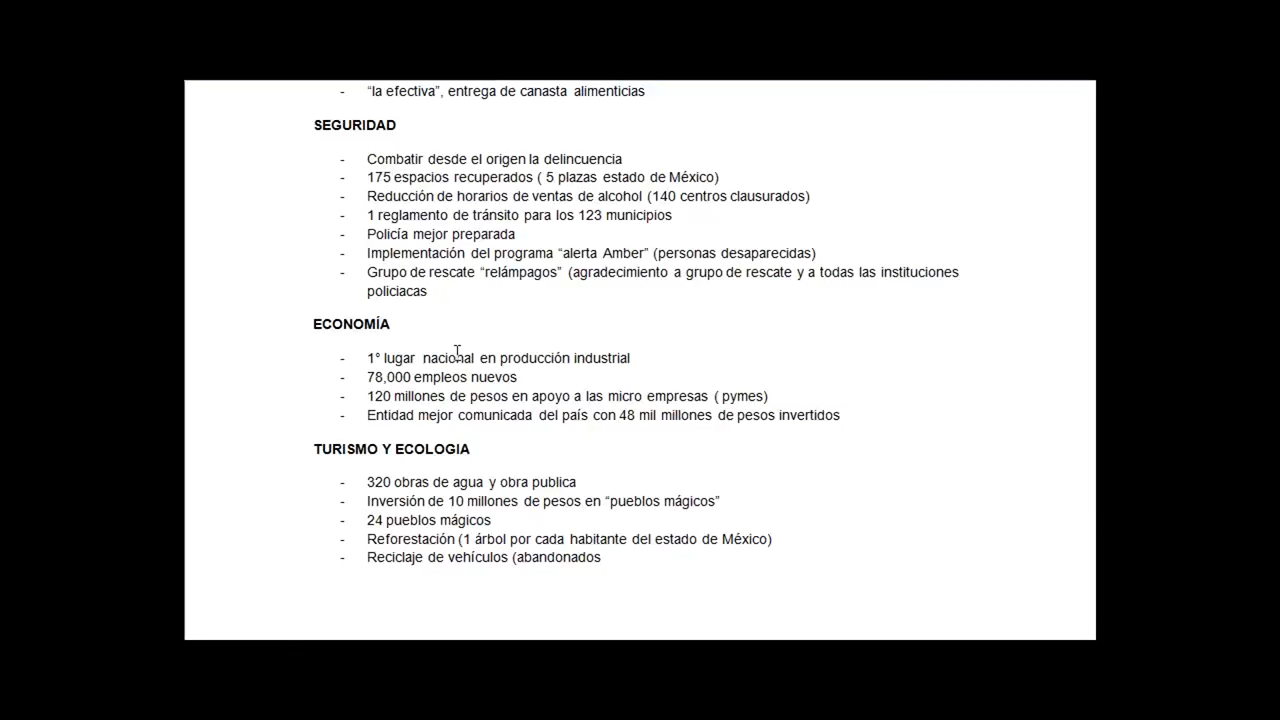 - “la efectiva”, entrega de canasta alimenticias
SEGURIDAD
- Combatir desde el origen la delincuencia
- 175 espacios recuperados ( 5 plazas estado de México)
- Reducción de horarios de ventas de alcohol (140 centros clausurados)
- 1 reglamento de tránsito para los 123 municipios
- Policía mejor preparada
- Implementación del programa “alerta Amber” (personas desaparecidas)
- Grupo de rescate “relámpagos” (agradecimiento a grupo de rescate y a todas las instituciones
policiacas
ECONOMÍA
- 1° lugar nacional en producción industrial
- 78,000 empleos nuevos
- 120 millones de pesos en apoyo a las micro empresas ( pymes)
- Entidad mejor comunicada del país con 48 mil millones de pesos invertidos
TURISMO Y ECOLOGIA
- 320 obras de agua y obra publica
- Inversión de 10 millones de pesos en “pueblos mágicos”
- 24 pueblos mágicos
- Reforestación (1 árbol por cada habitante del estado de México)
- Reciclaje de vehículos (abandonados